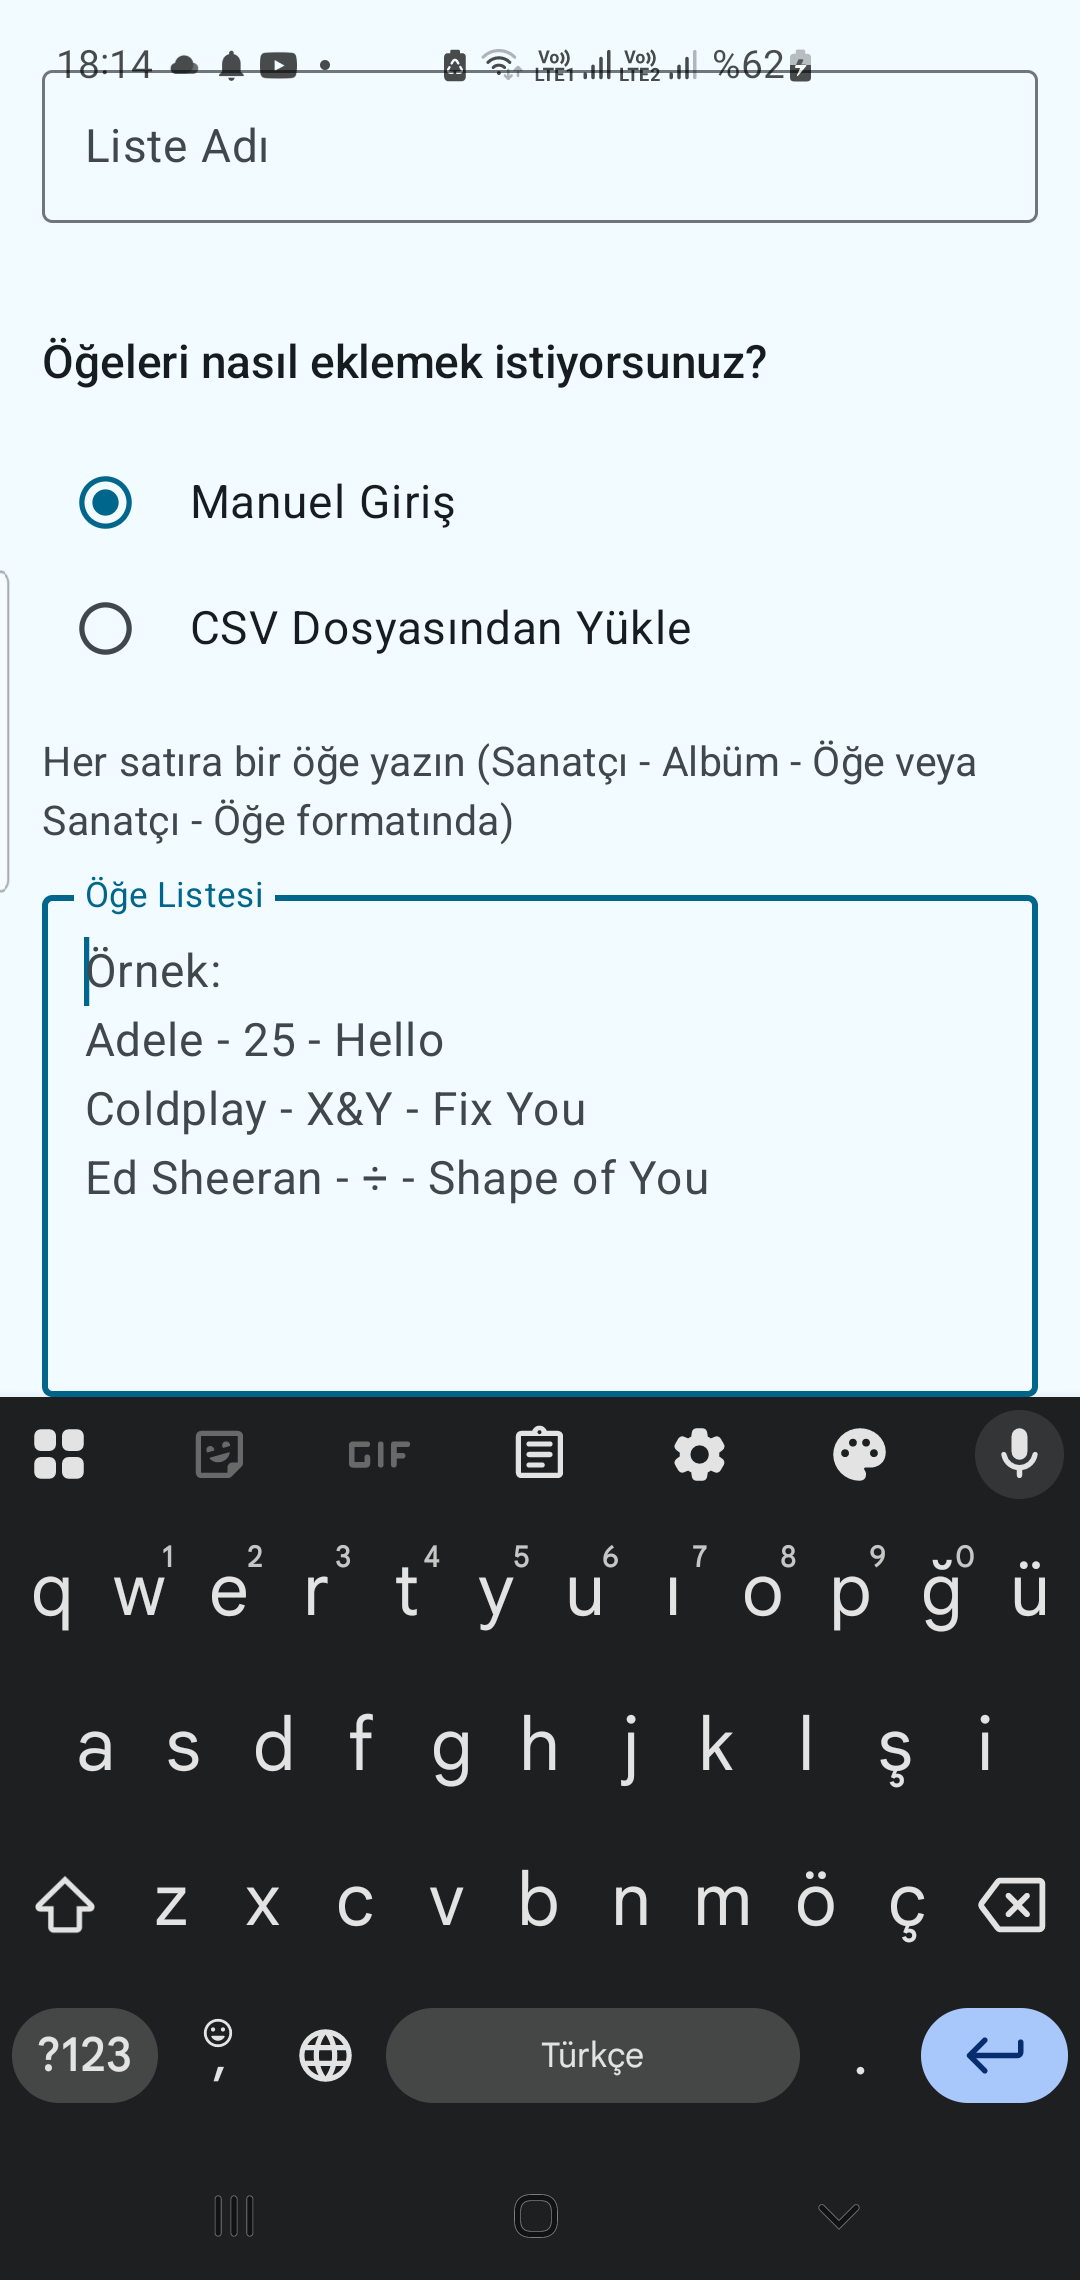 18:14 Vo)) LTE1 Vo)) LTE2 %62
Liste Adı
Öğeleri nasıl eklemek istiyorsunuz?
Manuel Giriş
CSV Dosyasından Yükle
Her satıra bir öğe yazın (Sanatçı - Albüm - Öğe veya
Sanatçı - Öğe formatında)
Öğe Listesi
Örnek:
Adele - 25 - Hello
Coldplay - X&Y - Fix You
Ed Sheeran - ÷ - Shape of You
GIF
q w 1 e 2 r 3 t 4 y 5 u 6 ı 7 o 8 p 9 ğ 0 ü
a s d f g h j k l ş i
z x c v b n m ö ç
?123 , Türkçe .